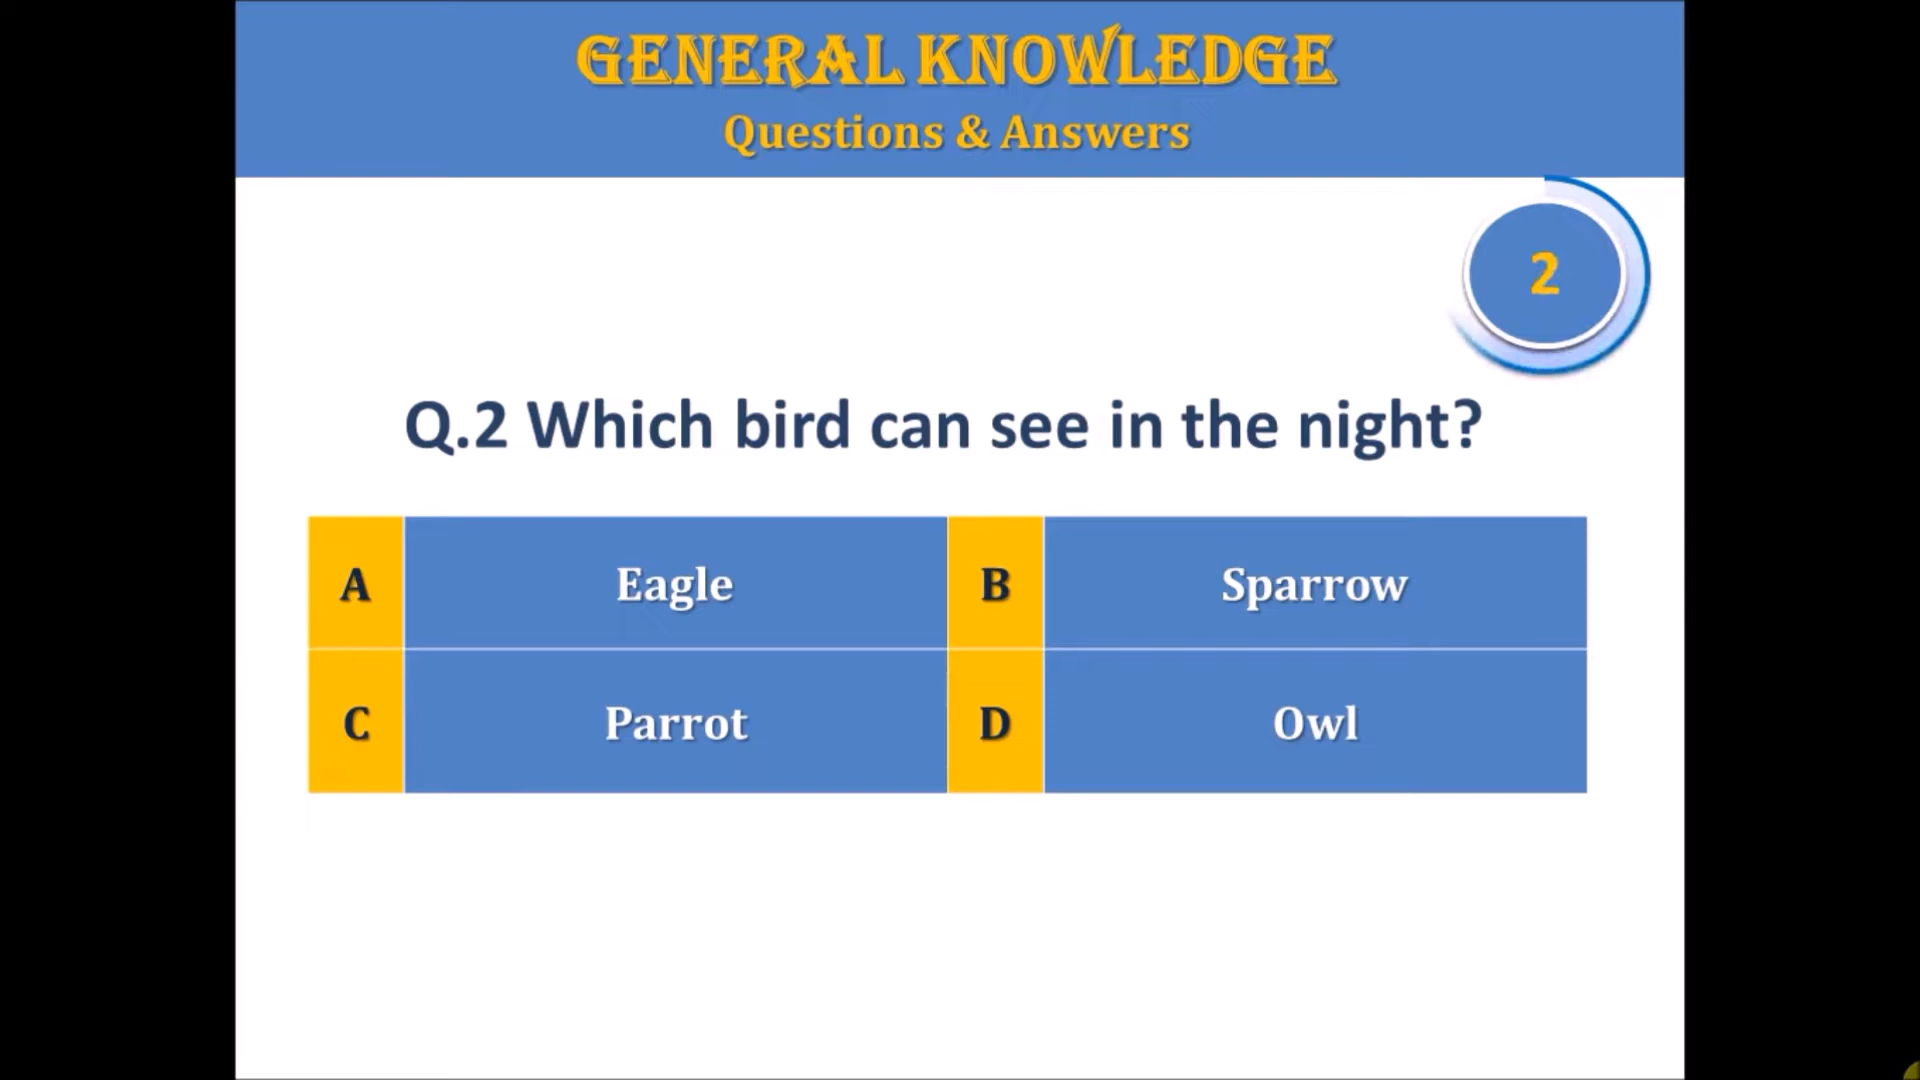 GENERAL KNOWLEDGE
Questions & Answers
2
Q.2 Which bird can see in the night?
A Eagle B Sparrow
C Parrot D Owl